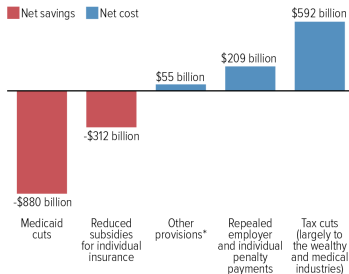 Net savings Net cost
$592 billion
$209 billion
$55 billion
-$312 billion
-$880 billion
Medicaid
cuts
Reduced
subsidies
for individual
insurance
Other
provisions*
Repealed
employer
and individual
penalty
payments
Tax cuts
(largely to
the wealthy
and medical
industries)